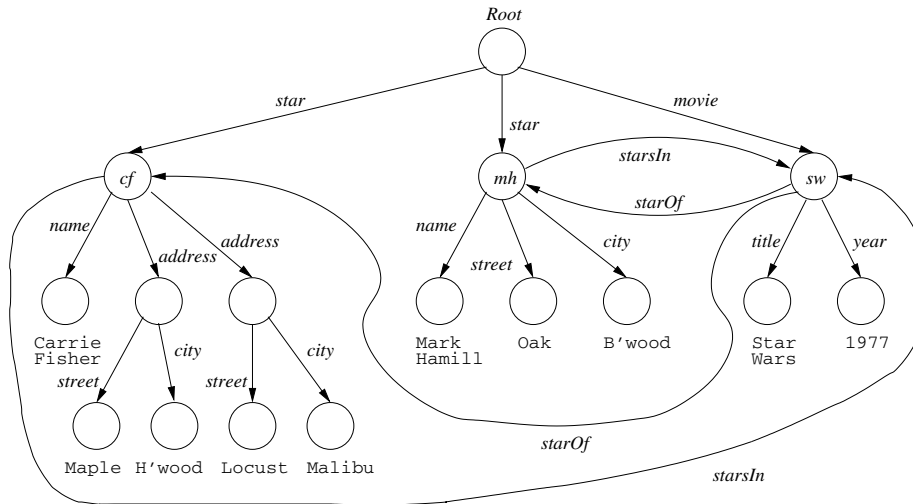 Root
star
star
movie
cf
mh
sw
starsIn
starOf
name
address
address
name
street
city
title
year
Carrie
Fisher
Mark
Hamill
Oak
B'wood
Star
Wars
1977
street
city
street
city
Maple
H'wood
Locust
Malibu
starOf
starsIn